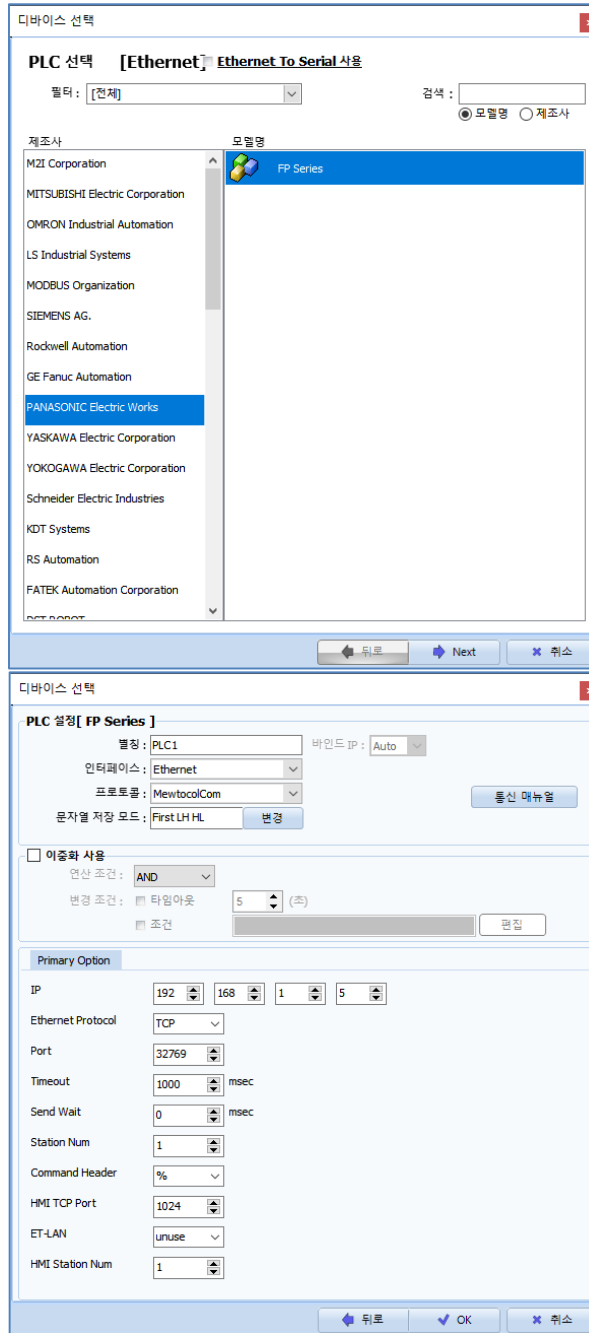 디바이스 선택
PLC 선택 [Ethernet] Ethernet To Serial 사용
필터 : [전체] 검색 :
모델명 제조사
제조사 모델명
M2I Corporation
FP Series
MITSUBISHI Electric Corporation
OMRON Industrial Automation
LS Industrial Systems
MODBUS Organization
SIEMENS AG.
Rockwell Automation
GE Fanuc Automation
PANASONIC Electric Works
YASKAWA Electric Corporation
YOKOGAWA Electric Corporation
Schneider Electric Industries
KDT Systems
RS Automation
FATEK Automation Corporation
뒤로 Next 취소
디바이스 선택
PLC 설정[ FP Series ]
별칭 : PLC1 바인드 IP : Auto
인터페이스 : Ethernet
프로토콜 : MewtocolCom 통신 매뉴얼
문자열 저장 모드 : First LH HL 변경
이중화 사용
연산 조건 : AND
변경 조건 : 타임아웃 5 (초)
조건 편집
Primary Option
IP 192 168 1 5
Ethernet Protocol TCP
Port 32769
Timeout 1000 msec
Send Wait 0 msec
Station Num 1
Command Header %
HMI TCP Port 1024
ET-LAN unuse
HMI Station Num 1
뒤로 OK 취소